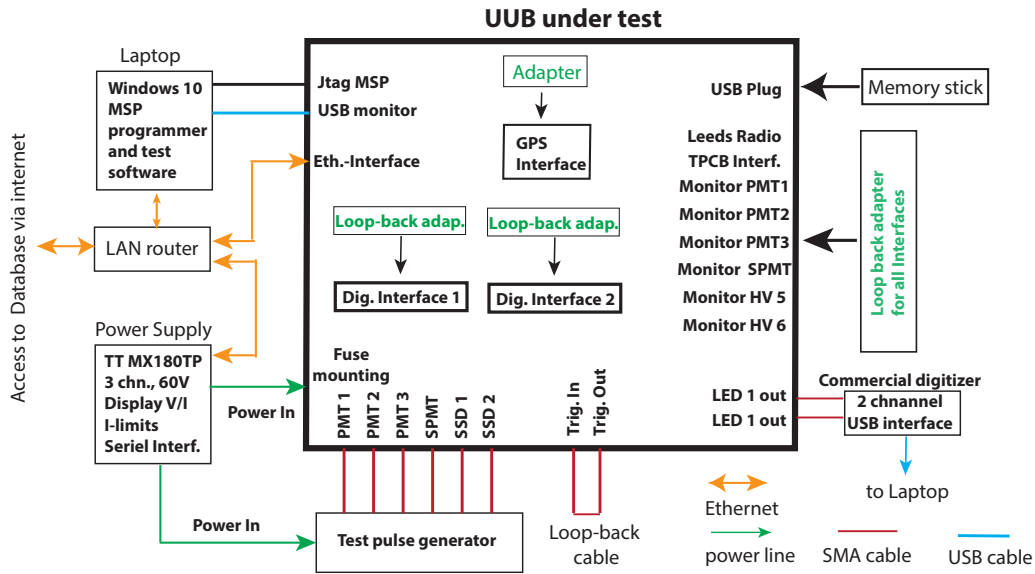 UUB under test
Laptop
Windows 10
MSP
programmer
and test
software
Jtag MSP
USB monitor
Eth.-Interface
Adapter
GPS
Interface
USB Plug
Memory stick
Leeds Radio
TPCB Interf.
Monitor PMT1
Monitor PMT2
Monitor PMT3
Monitor SPMT
Monitor HV 5
Monitor HV 6
Loop back adapter
for all Interfaces
Access to Database via internet
LAN router
Loop-back adap.
Loop-back adap.
Dig. Interface 1
Dig. Interface 2
Power Supply
TT MX180TP
3 chn., 60V
Display V/I
I-limits
Seriel Interf.
Power In
Fuse
mounting
PMT 1
PMT 2
PMT 3
SPMT
SSD 1
SSD 2
Trig. In
Trig. Out
LED 1 out
LED 1 out
Commercial digitizer
2 chnannel
USB interface
to Laptop
Power In
Test pulse generator
Loop-back
cable
Ethernet
power line
SMA cable
USB cable